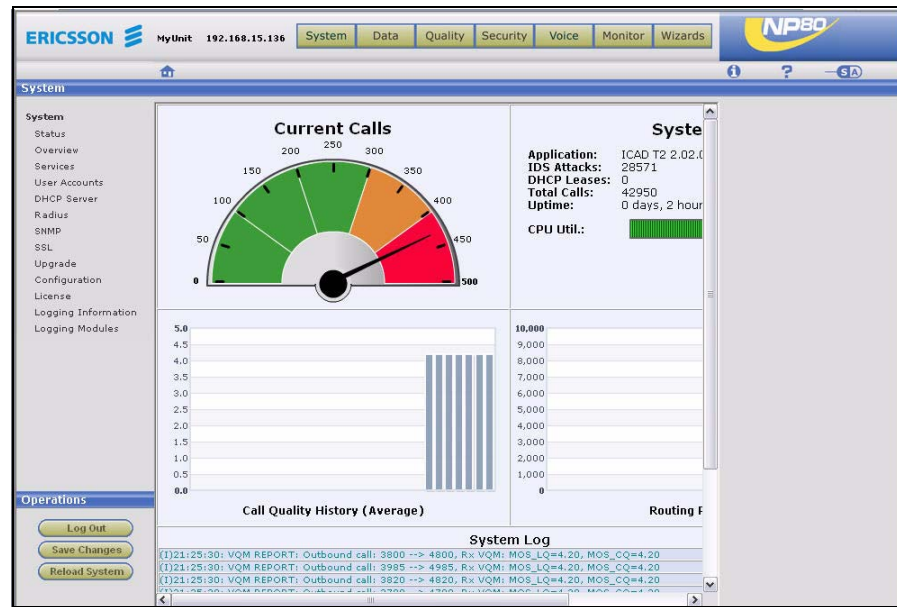 ERICSSON MyUnit 192.168.15.136 System Data Quality Security Voice Monitor Wizards NP80
i ? SA
System
System
Status
Overview
Services
User Accounts
DHCP Server
Radius
SNMP
SSL
Upgrade
Configuration
License
Logging Information
Logging Modules
Operations
Log Out
Save Changes
Reload System
Current Calls
0
50
100
150
200
250
300
350
400
450
500
Syste
Application: ICAD T2 2.02.0
IDS Attacks: 28571
DHCP Leases: 0
Total Calls: 42950
Uptime: 0 days, 2 hour
CPU Util.:
5.0
4.5
4.0
3.5
3.0
2.5
2.0
1.5
1.0
0.5
0.0
Call Quality History (Average)
10,000
9,000
8,000
7,000
6,000
5,000
4,000
3,000
2,000
1,000
0
Routing
System Log
(I)21:25:30: VQM REPORT: Outbound call: 3800 --> 4800, Rx VQM: MOS_LQ=4.20, MOS_CQ=4.20
(I)21:25:30: VQM REPORT: Outbound call: 3985 --> 4985, Rx VQM: MOS_LQ=4.20, MOS_CQ=4.20
(I)21:25:30: VQM REPORT: Outbound call: 3820 --> 4820, Rx VQM: MOS_LQ=4.20, MOS_CQ=4.20